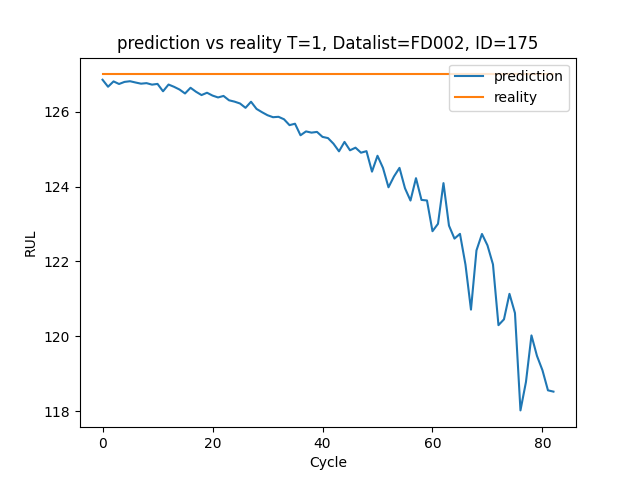 prediction vs reality T=1, Datalist=FD002, ID=175
prediction
reality
126
124
122
120
118
RUL
0 20 40 60 80
Cycle